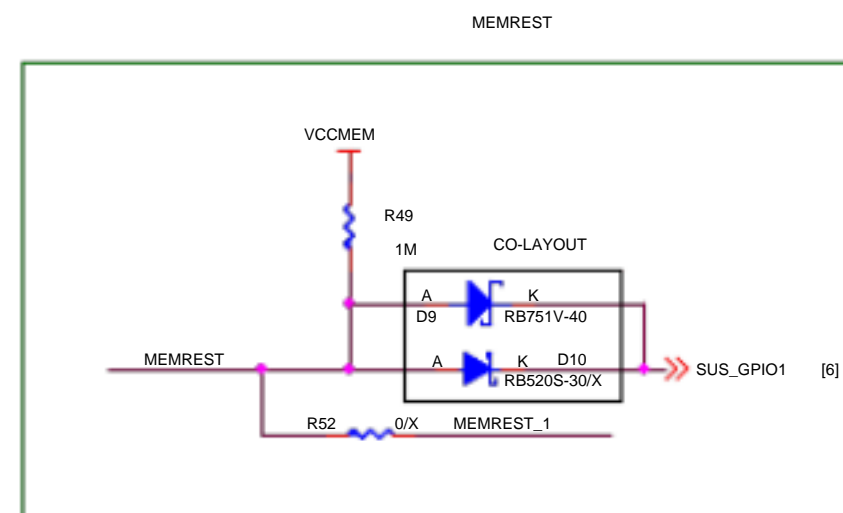 MEMREST
VCCMEM
R49
1M
CO-LAYOUT
A K
D9 RB751V-40
MEMREST
A K D10
RB520S-30/X
SUS_GPIO1 [6]
R52 0/X MEMREST_1